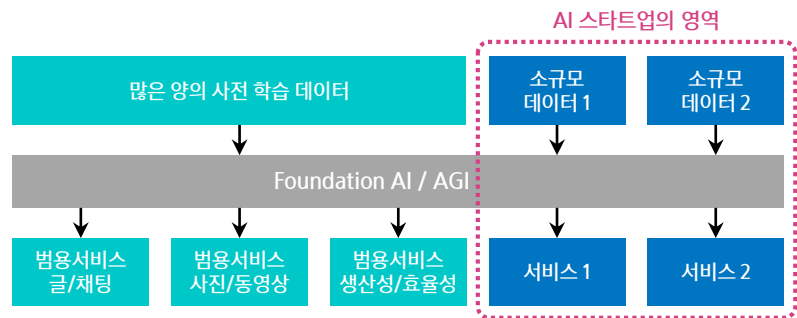 AI 스타트업의 영역
많은 양의 사전 학습 데이터
소규모
데이터 1
소규모
데이터 2
Foundation AI / AGI
범용서비스
글/채팅
범용서비스
사진/동영상
범용서비스
생산성/효율성
서비스 1
서비스 2